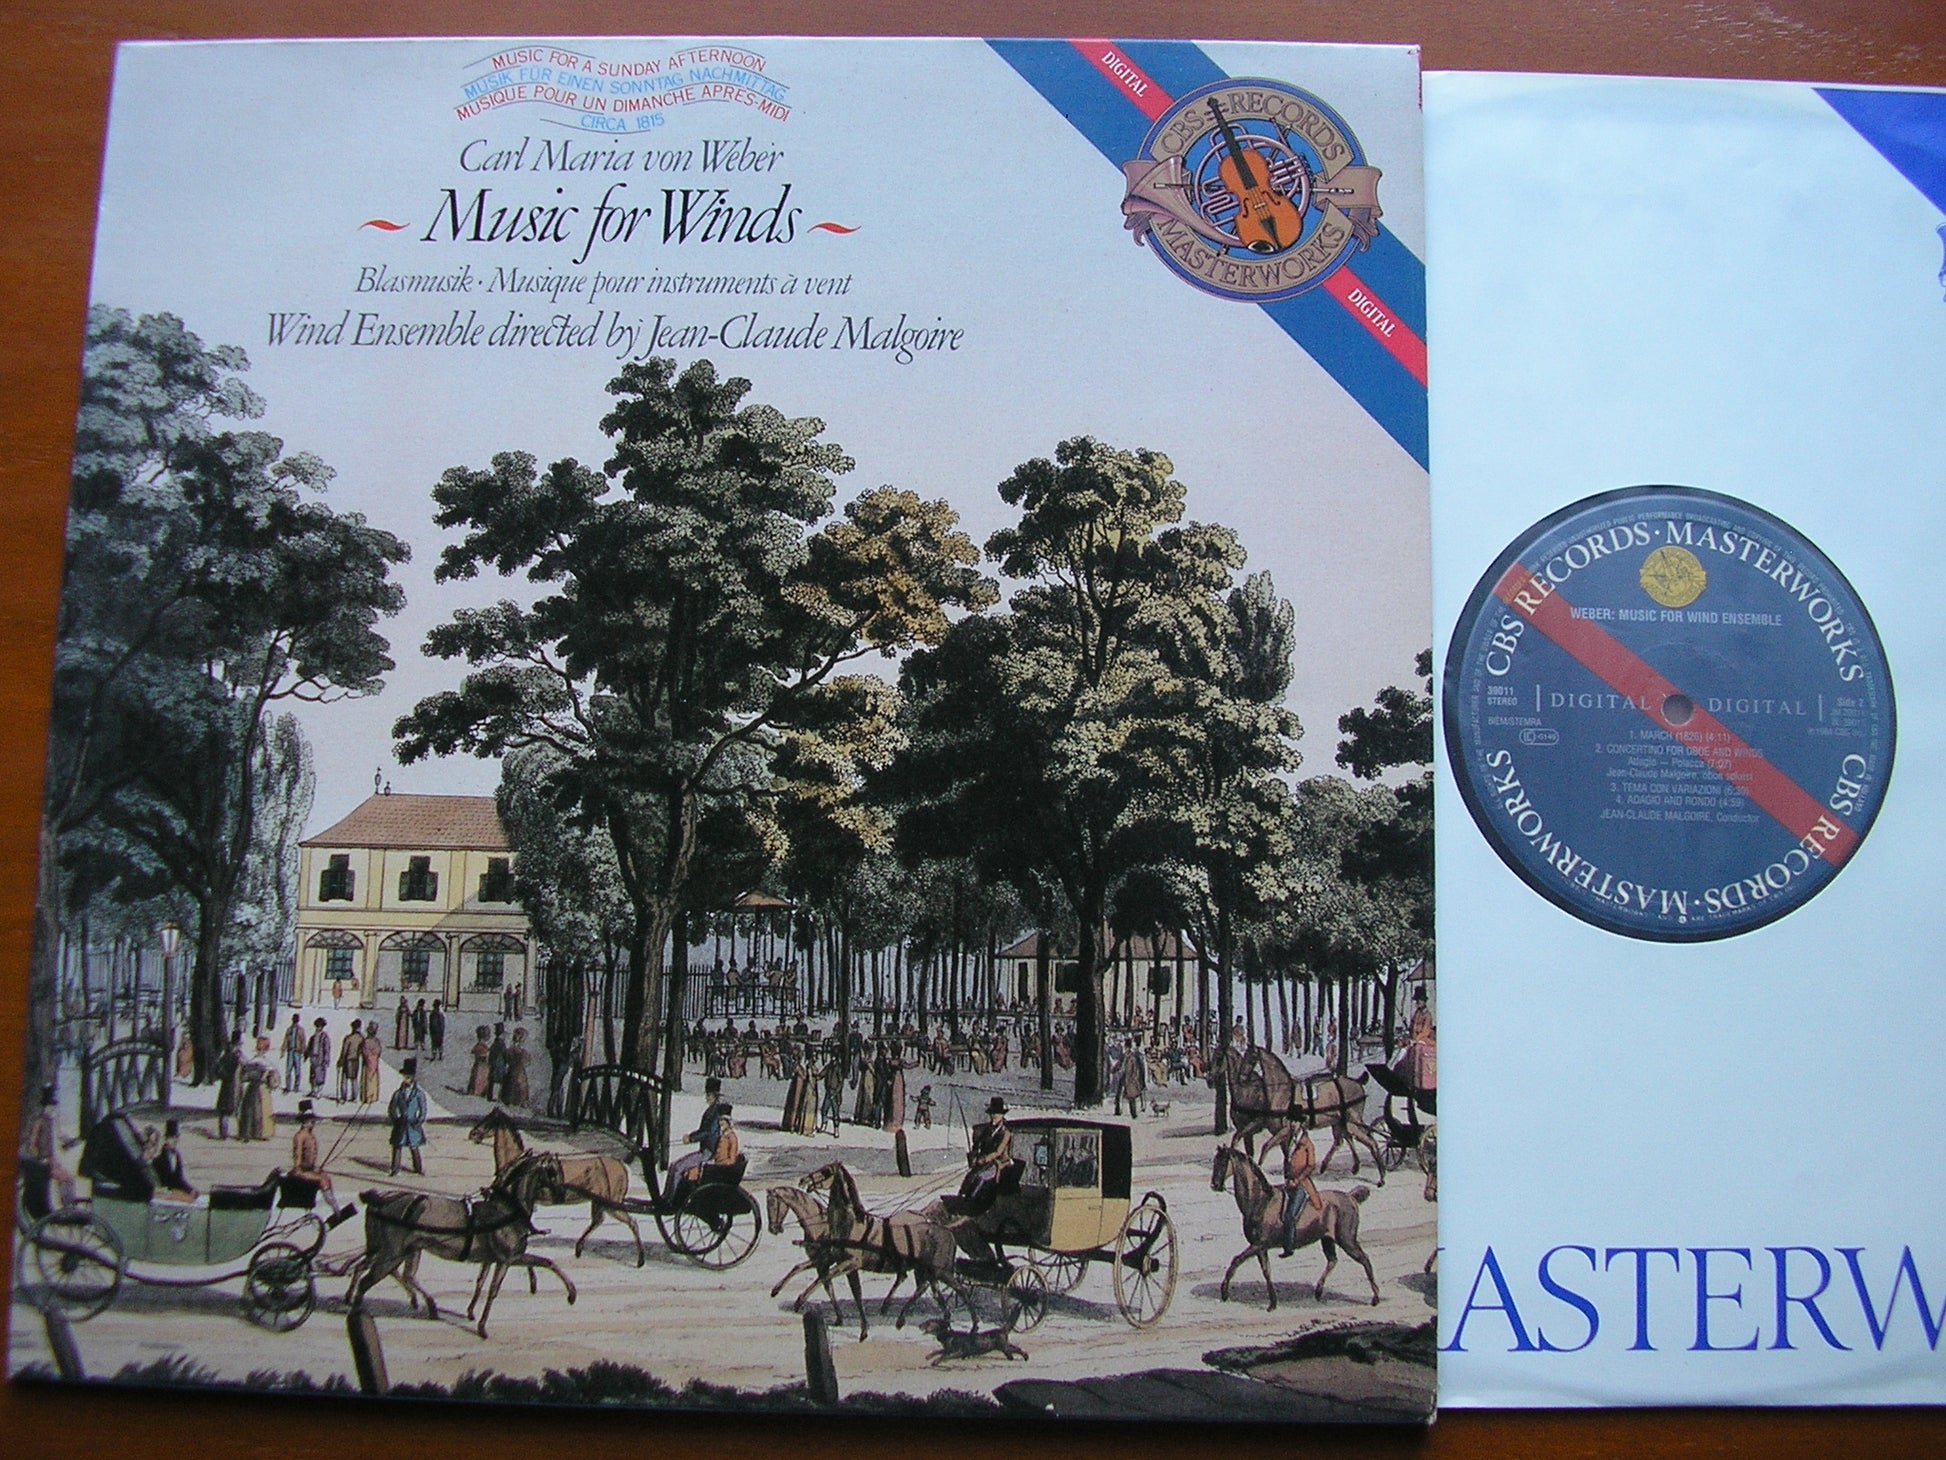 MUSIC FOR A SUNDAY AFTERNOON
MUSIK FÜR EINEN SONNTAG NACHMITTAG
MUSIQUE POUR UN DIMANCHE APRES-MIDI
CIRCA 1815
Carl Maria von Weber
~ Music for Winds ~
Blasmusik · Musique pour instruments à vent
Wind Ensemble directed by Jean-Claude Malgoire
DIGITAL
CBS RECORDS
MASTERWORKS
DIGITAL
CBS RECORDS · MASTERWORKS
CBS RECORDS · MASTERWORKS
WEBER: MUSIC FOR WIND ENSEMBLE
39011
STEREO
DIGITAL
DIGITAL
Side 2
BIEM/STEMRA
1. MARCH (1826) (4:11)
2. CONCERTINO FOR OBOE AND WINDS
Adagio — Polacca (7:07)
Jean-Claude Malgoire, oboe soloist
3. TEMA CON VARIAZIONI (6:39)
4. ADAGIO AND RONDO (4:59)
JEAN-CLAUDE MALGOIRE, Conductor
ASTERW